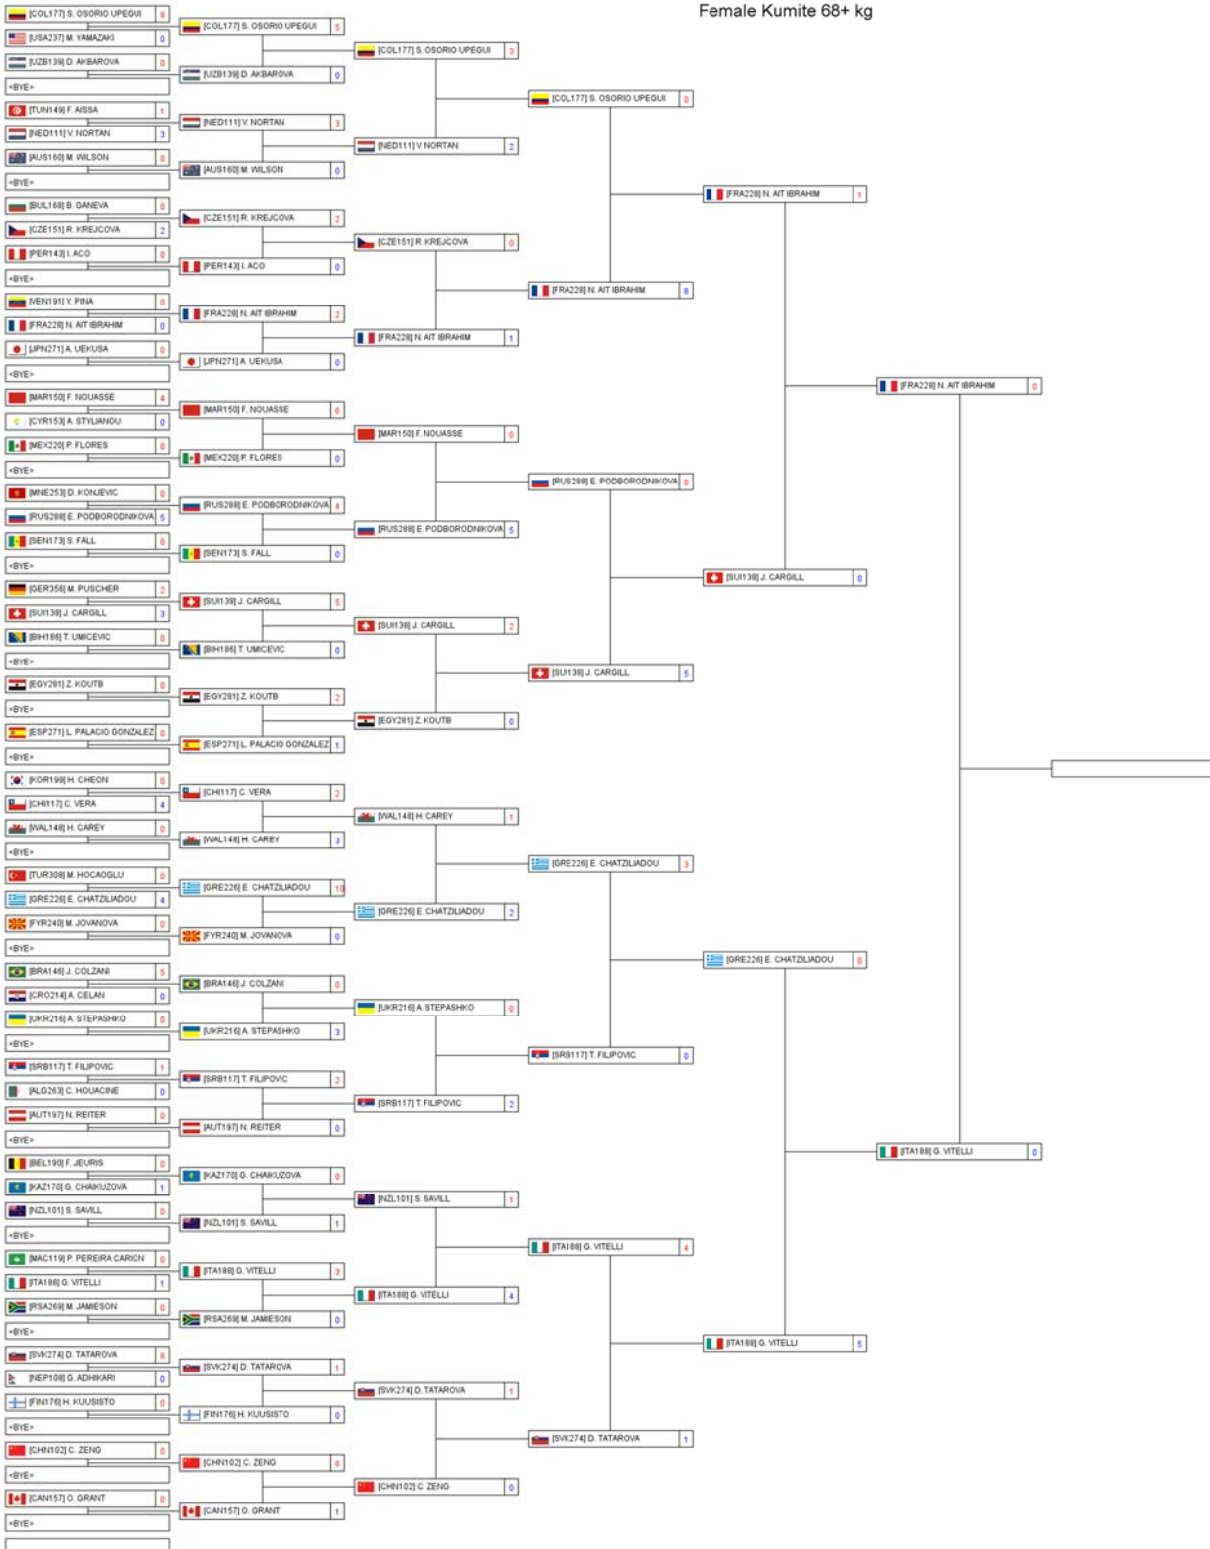 Female Kumite 68+ kg
[COL177] S. OSORIO UPEGUI 8
[USA237] M. YAMAZAKI 0
[UZB139] D. AKBAROVA 0
<BYE>
[TUN149] F. AISSA 1
[NED111] V. NORTAN 3
[AUS160] M. WILSON 0
<BYE>
[BUL168] B. GANEVA 0
[CZE151] R. KREJCOVA 2
[PER143] I. ACO 0
<BYE>
[VEN191] Y. PINA 8
[FRA228] N. AIT IBRAHIM 0
[JPN271] A. UEKUSA 0
<BYE>
[MAR150] F. NOUASSE 4
[CYR153] A. STYLIANOU 0
[MEX220] P. FLORES 0
<BYE>
[MNE253] D. KONJEVIC 0
[RUS288] E. PODBORODNIKOVA 5
[SEN173] S. FALL 0
<BYE>
[GER356] M. PUSCHER 2
[SUI138] J. CARGILL 3
[BIH186] T. UMICEVIC 0
<BYE>
[EGY281] Z. KOUTB 0
<BYE>
[ESP271] L. PALACIO GONZALEZ 0
<BYE>
[KOR199] H. CHEON 0
[CHI117] C. VERA 4
[WAL148] H. CAREY 0
<BYE>
[TUR308] M. HOCAOGLU 0
[GRE226] E. CHATZILIADOU 4
[FYR240] M. JOVANOVA 0
<BYE>
[BRA146] J. COLZANI 5
[CRO214] A. CELAN 0
[UKR216] A. STEPASHKO 0
<BYE>
[SRB117] T. FILIPOVIC 1
[ALG263] C. HOUACINE 0
[AUT197] N. REITER 0
<BYE>
[BEL190] F. JEURIS 0
[KAZ170] G. CHAIKUZOVA 1
[NZL101] S. SAVILL 0
<BYE>
[MAC119] P. PEREIRA CARION 0
[ITA188] G. VITELLI 1
[RSA269] M. JAMIESON 0
<BYE>
[SVK274] D. TATAROVA 8
[NEP108] G. ADHIKARI 0
[FIN176] H. KUUSISTO 0
<BYE>
[CHN102] C. ZENG 0
<BYE>
[CAN157] O. GRANT 0
<BYE>
[COL177] S. OSORIO UPEGUI 5
[UZB139] D. AKBAROVA 0
[NED111] V. NORTAN 3
[AUS160] M. WILSON 0
[CZE151] R. KREJCOVA 2
[PER143] I. ACO 0
[FRA228] N. AIT IBRAHIM 2
[JPN271] A. UEKUSA 0
[MAR150] F. NOUASSE 6
[MEX220] P. FLORES 0
[RUS288] E. PODBORODNIKOVA 4
[SEN173] S. FALL 0
[SUI138] J. CARGILL 5
[BIH186] T. UMICEVIC 0
[EGY281] Z. KOUTB 2
[ESP271] L. PALACIO GONZALEZ 1
[CHI117] C. VERA 2
[WAL148] H. CAREY 3
[GRE226] E. CHATZILIADOU 10
[FYR240] M. JOVANOVA 0
[BRA146] J. COLZANI 0
[UKR216] A. STEPASHKO 3
[SRB117] T. FILIPOVIC 2
[AUT197] N. REITER 0
[KAZ170] G. CHAIKUZOVA 0
[NZL101] S. SAVILL 1
[ITA188] G. VITELLI 3
[RSA269] M. JAMIESON 0
[SVK274] D. TATAROVA 1
[FIN176] H. KUUSISTO 0
[CHN102] C. ZENG 6
[CAN157] O. GRANT 1
[COL177] S. OSORIO UPEGUI 3
[NED111] V. NORTAN 2
[CZE151] R. KREJCOVA 0
[FRA228] N. AIT IBRAHIM 1
[MAR150] F. NOUASSE 0
[RUS288] E. PODBORODNIKOVA 5
[SUI138] J. CARGILL 2
[EGY281] Z. KOUTB 0
[WAL148] H. CAREY 1
[GRE226] E. CHATZILIADOU 2
[UKR216] A. STEPASHKO 0
[SRB117] T. FILIPOVIC 2
[NZL101] S. SAVILL 1
[ITA188] G. VITELLI 4
[SVK274] D. TATAROVA 1
[CHN102] C. ZENG 0
[COL177] S. OSORIO UPEGUI 0
[FRA228] N. AIT IBRAHIM 8
[RUS288] E. PODBORODNIKOVA 0
[SUI138] J. CARGILL 5
[GRE226] E. CHATZILIADOU 3
[SRB117] T. FILIPOVIC 0
[ITA188] G. VITELLI 4
[SVK274] D. TATAROVA 1
[FRA228] N. AIT IBRAHIM 1
[SUI138] J. CARGILL 0
[GRE226] E. CHATZILIADOU 0
[ITA188] G. VITELLI 5
[FRA228] N. AIT IBRAHIM 0
[ITA188] G. VITELLI 0